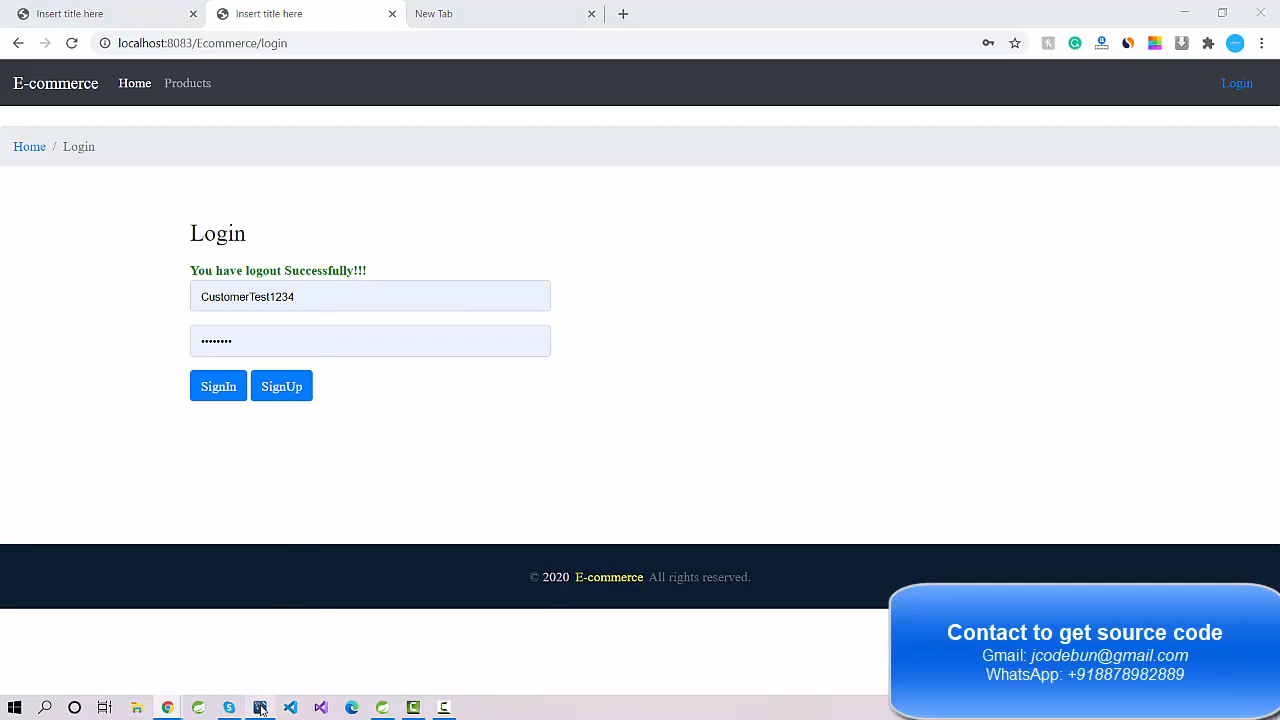 Insert title here
Insert title here
New Tab
localhost:8083/Ecommerce/login
E-commerce Home Products Login
Home / Login
Login
You have logout Successfully!!!
CustomerTest1234
••••••••
SignIn SignUp
© 2020 E-commerce All rights reserved.
Contact to get source code
Gmail: jcodebun@gmail.com
WhatsApp: +918878982889